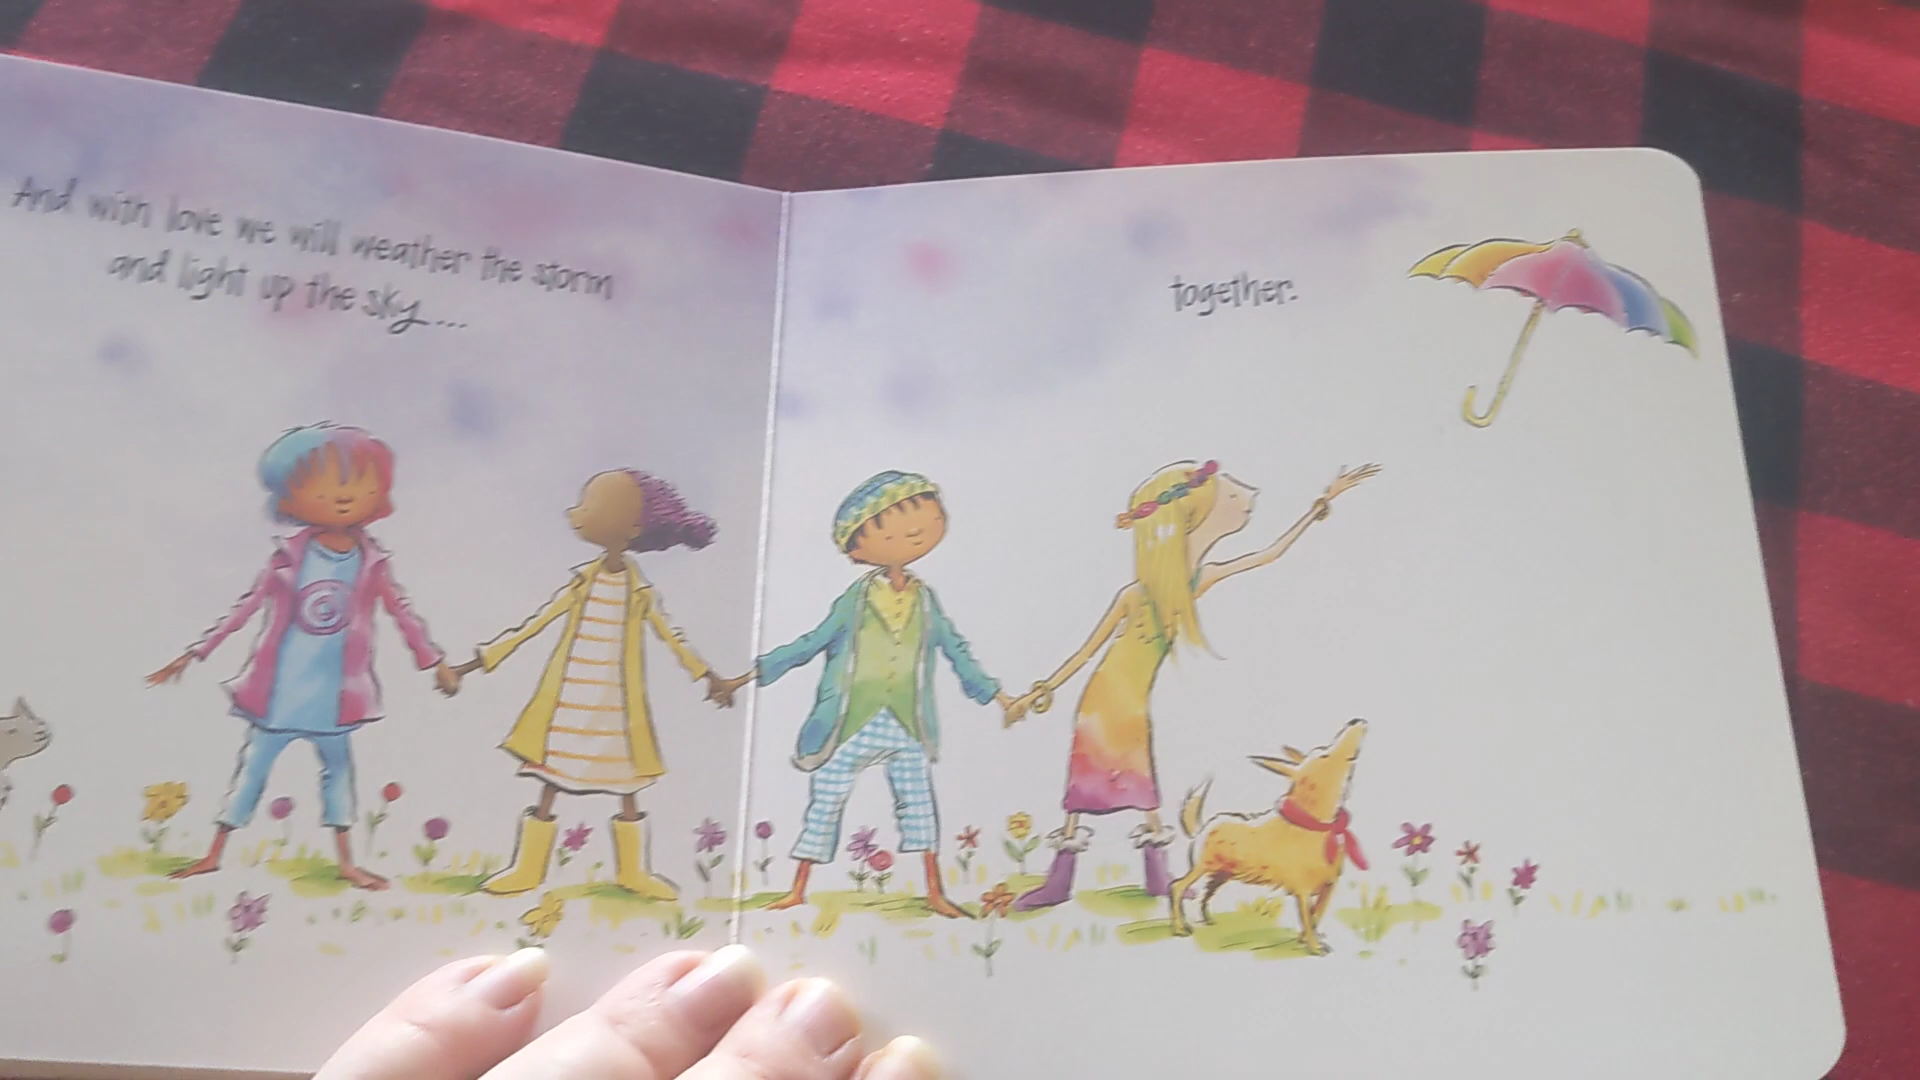 And with love we will weather the storm
and light up the sky...
together.